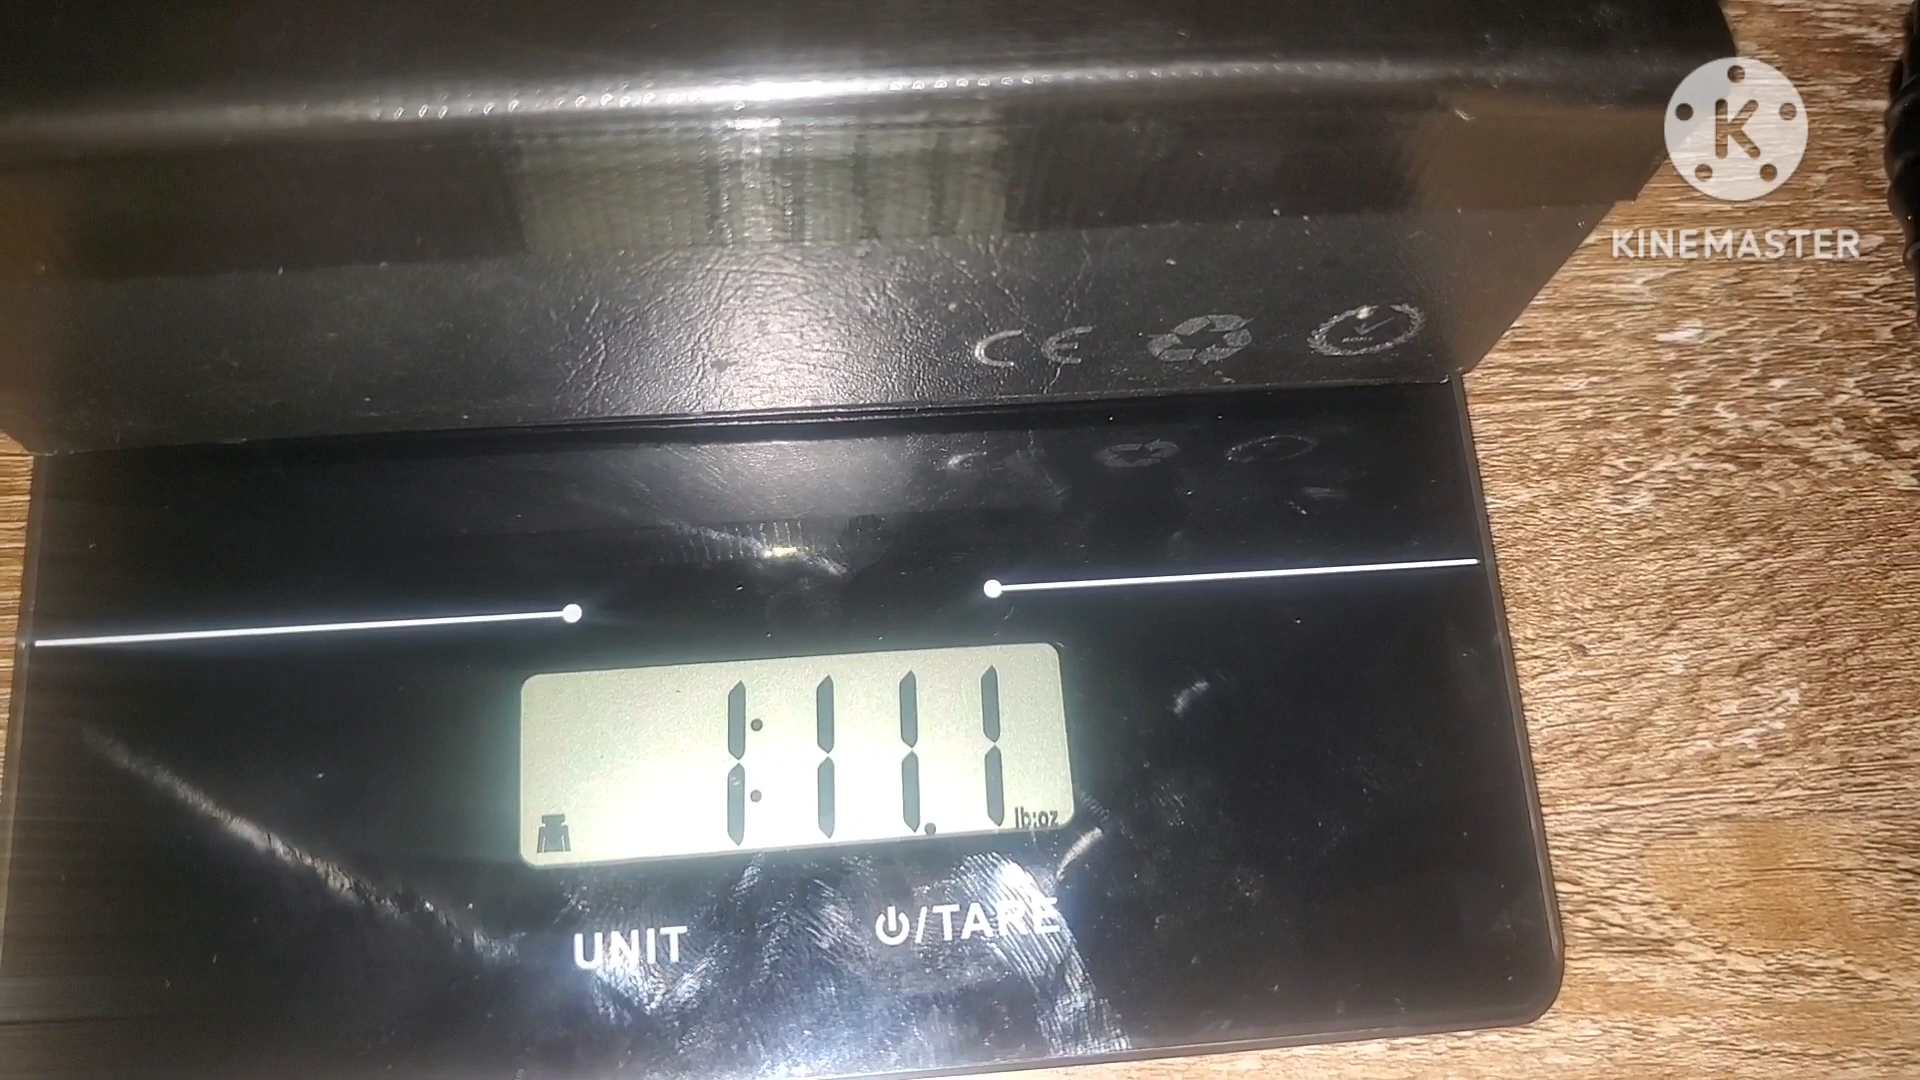 K
KINEMASTER
CE
1:11.1 lb:oz
UNIT
⏻/TARE